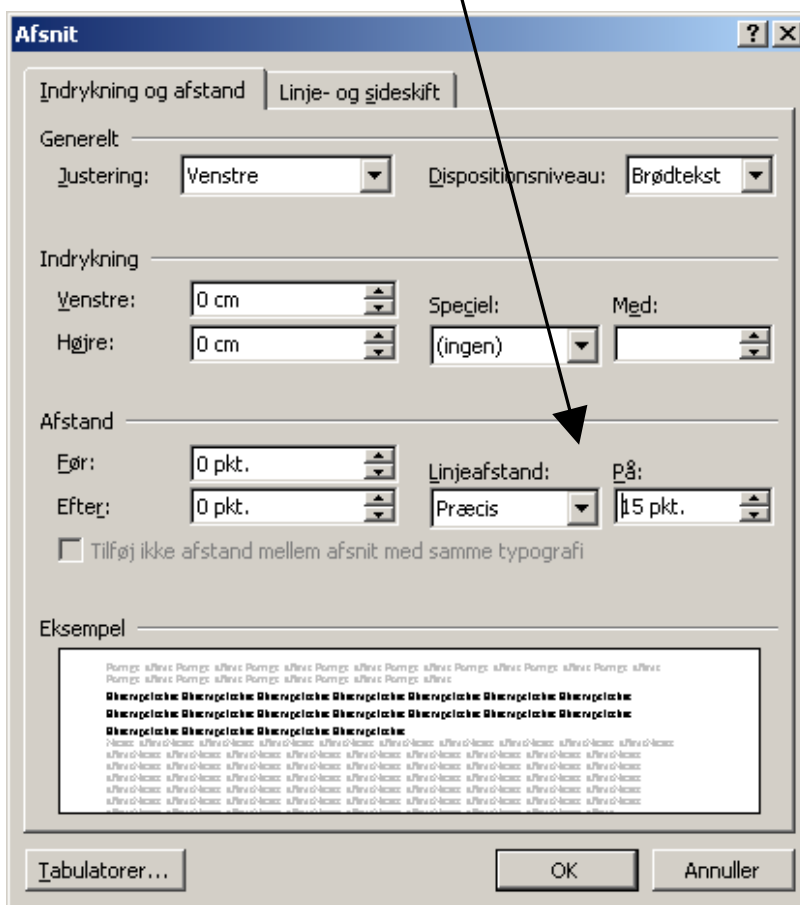 Afsnit
Indrykning og afstand
Linje- og sideskift
Generelt
Justering: Venstre Dispositionsniveau: Brødtekst
Indrykning
Venstre: 0 cm Speciel: Med:
Højre: 0 cm (ingen)
Afstand
Før: 0 pkt. Linjeafstand: På:
Efter: 0 pkt. Præcis 15 pkt.
Tilføj ikke afstand mellem afsnit med samme typografi
Eksempel
Tabulatorer... OK Annuller